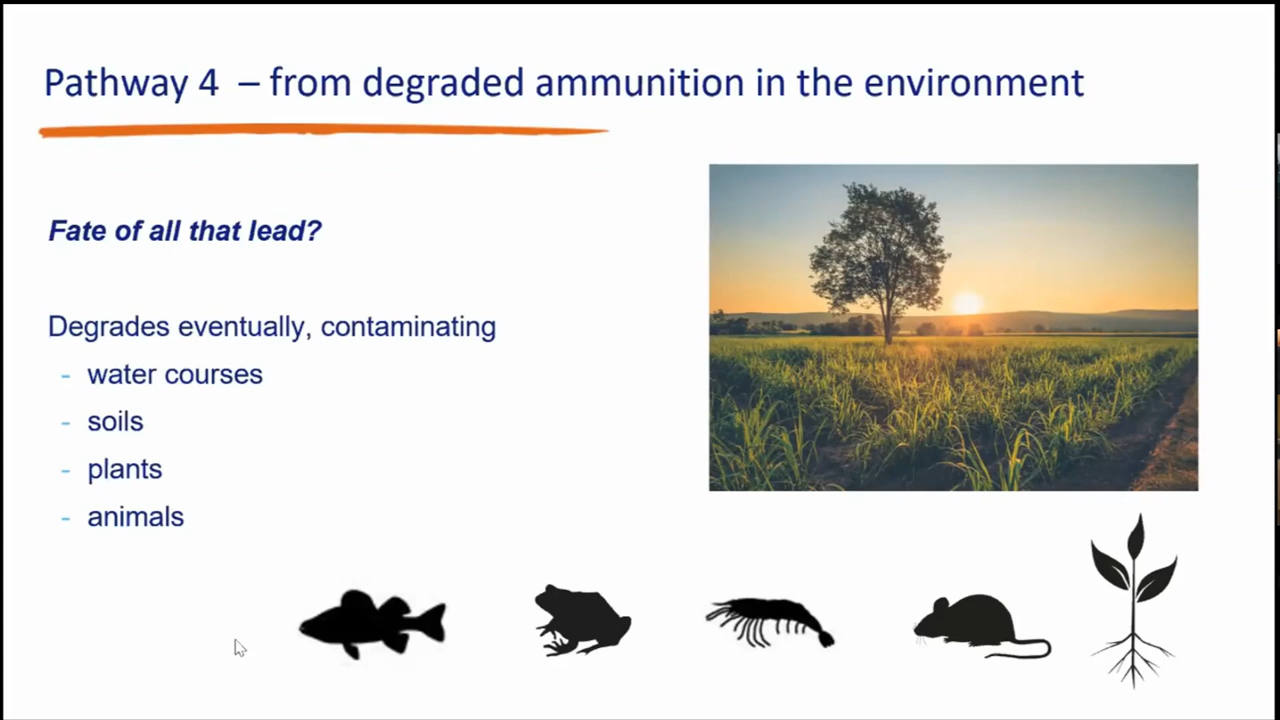 Pathway 4 – from degraded ammunition in the environment
Fate of all that lead?
Degrades eventually, contaminating
- water courses
- soils
- plants
- animals